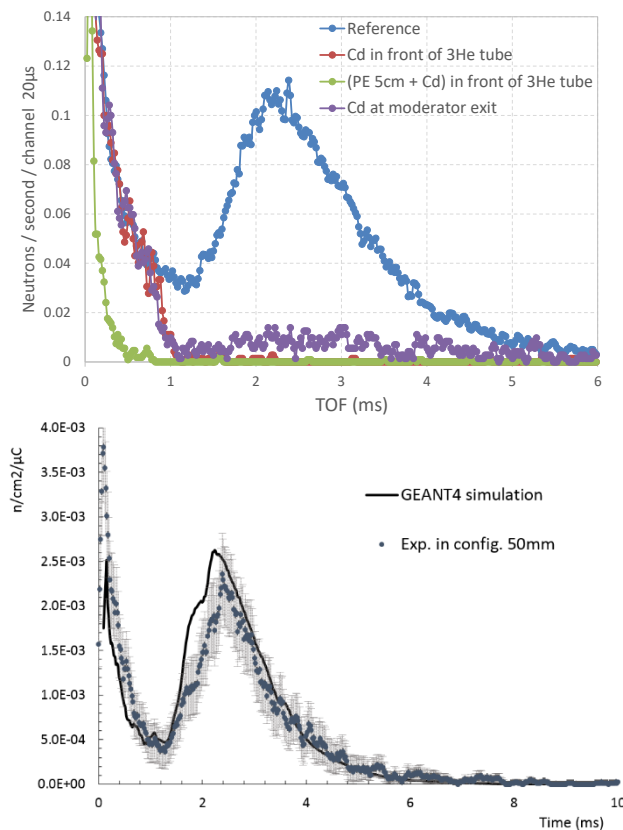 Neutrons / second / channel 20µs
0.14
0.12
0.1
0.08
0.06
0.04
0.02
0
Reference
Cd in front of 3He tube
(PE 5cm + Cd) in front of 3He tube
Cd at moderator exit
0 1 2 3 4 5 6
TOF (ms)
n/cm2/µC
4.0E-03
3.5E-03
3.0E-03
2.5E-03
2.0E-03
1.5E-03
1.0E-03
5.0E-04
0.0E+00
GEANT4 simulation
Exp. in config. 50mm
0 2 4 6 8 10
Time (ms)